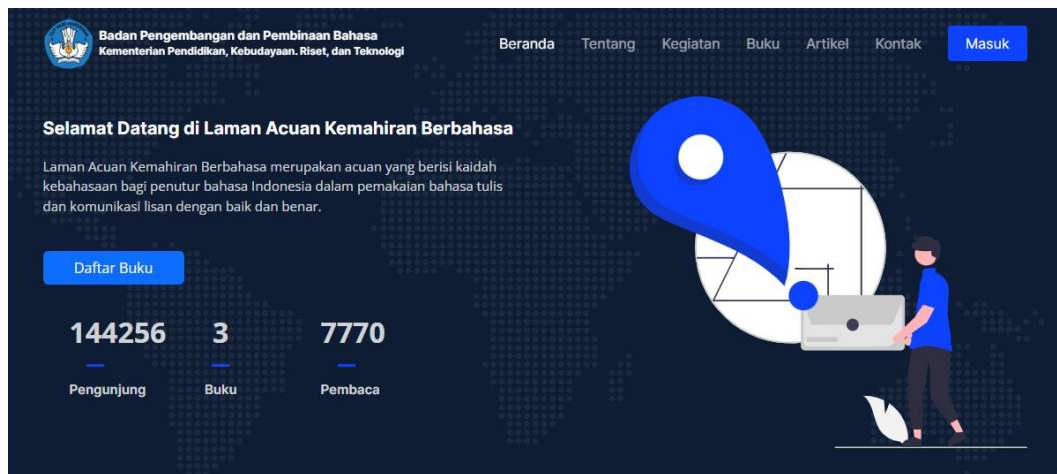 Badan Pengembangan dan Pembinaan Bahasa
Kementerian Pendidikan, Kebudayaan. Riset, dan Teknologi
Beranda Tentang Kegiatan Buku Artikel Kontak Masuk
Selamat Datang di Laman Acuan Kemahiran Berbahasa
Laman Acuan Kemahiran Berbahasa merupakan acuan yang berisi kaidah
kebahasaan bagi penutur bahasa Indonesia dalam pemakaian bahasa tulis
dan komunikasi lisan dengan baik dan benar.
Daftar Buku
144256 3 7770
Pengunjung Buku Pembaca